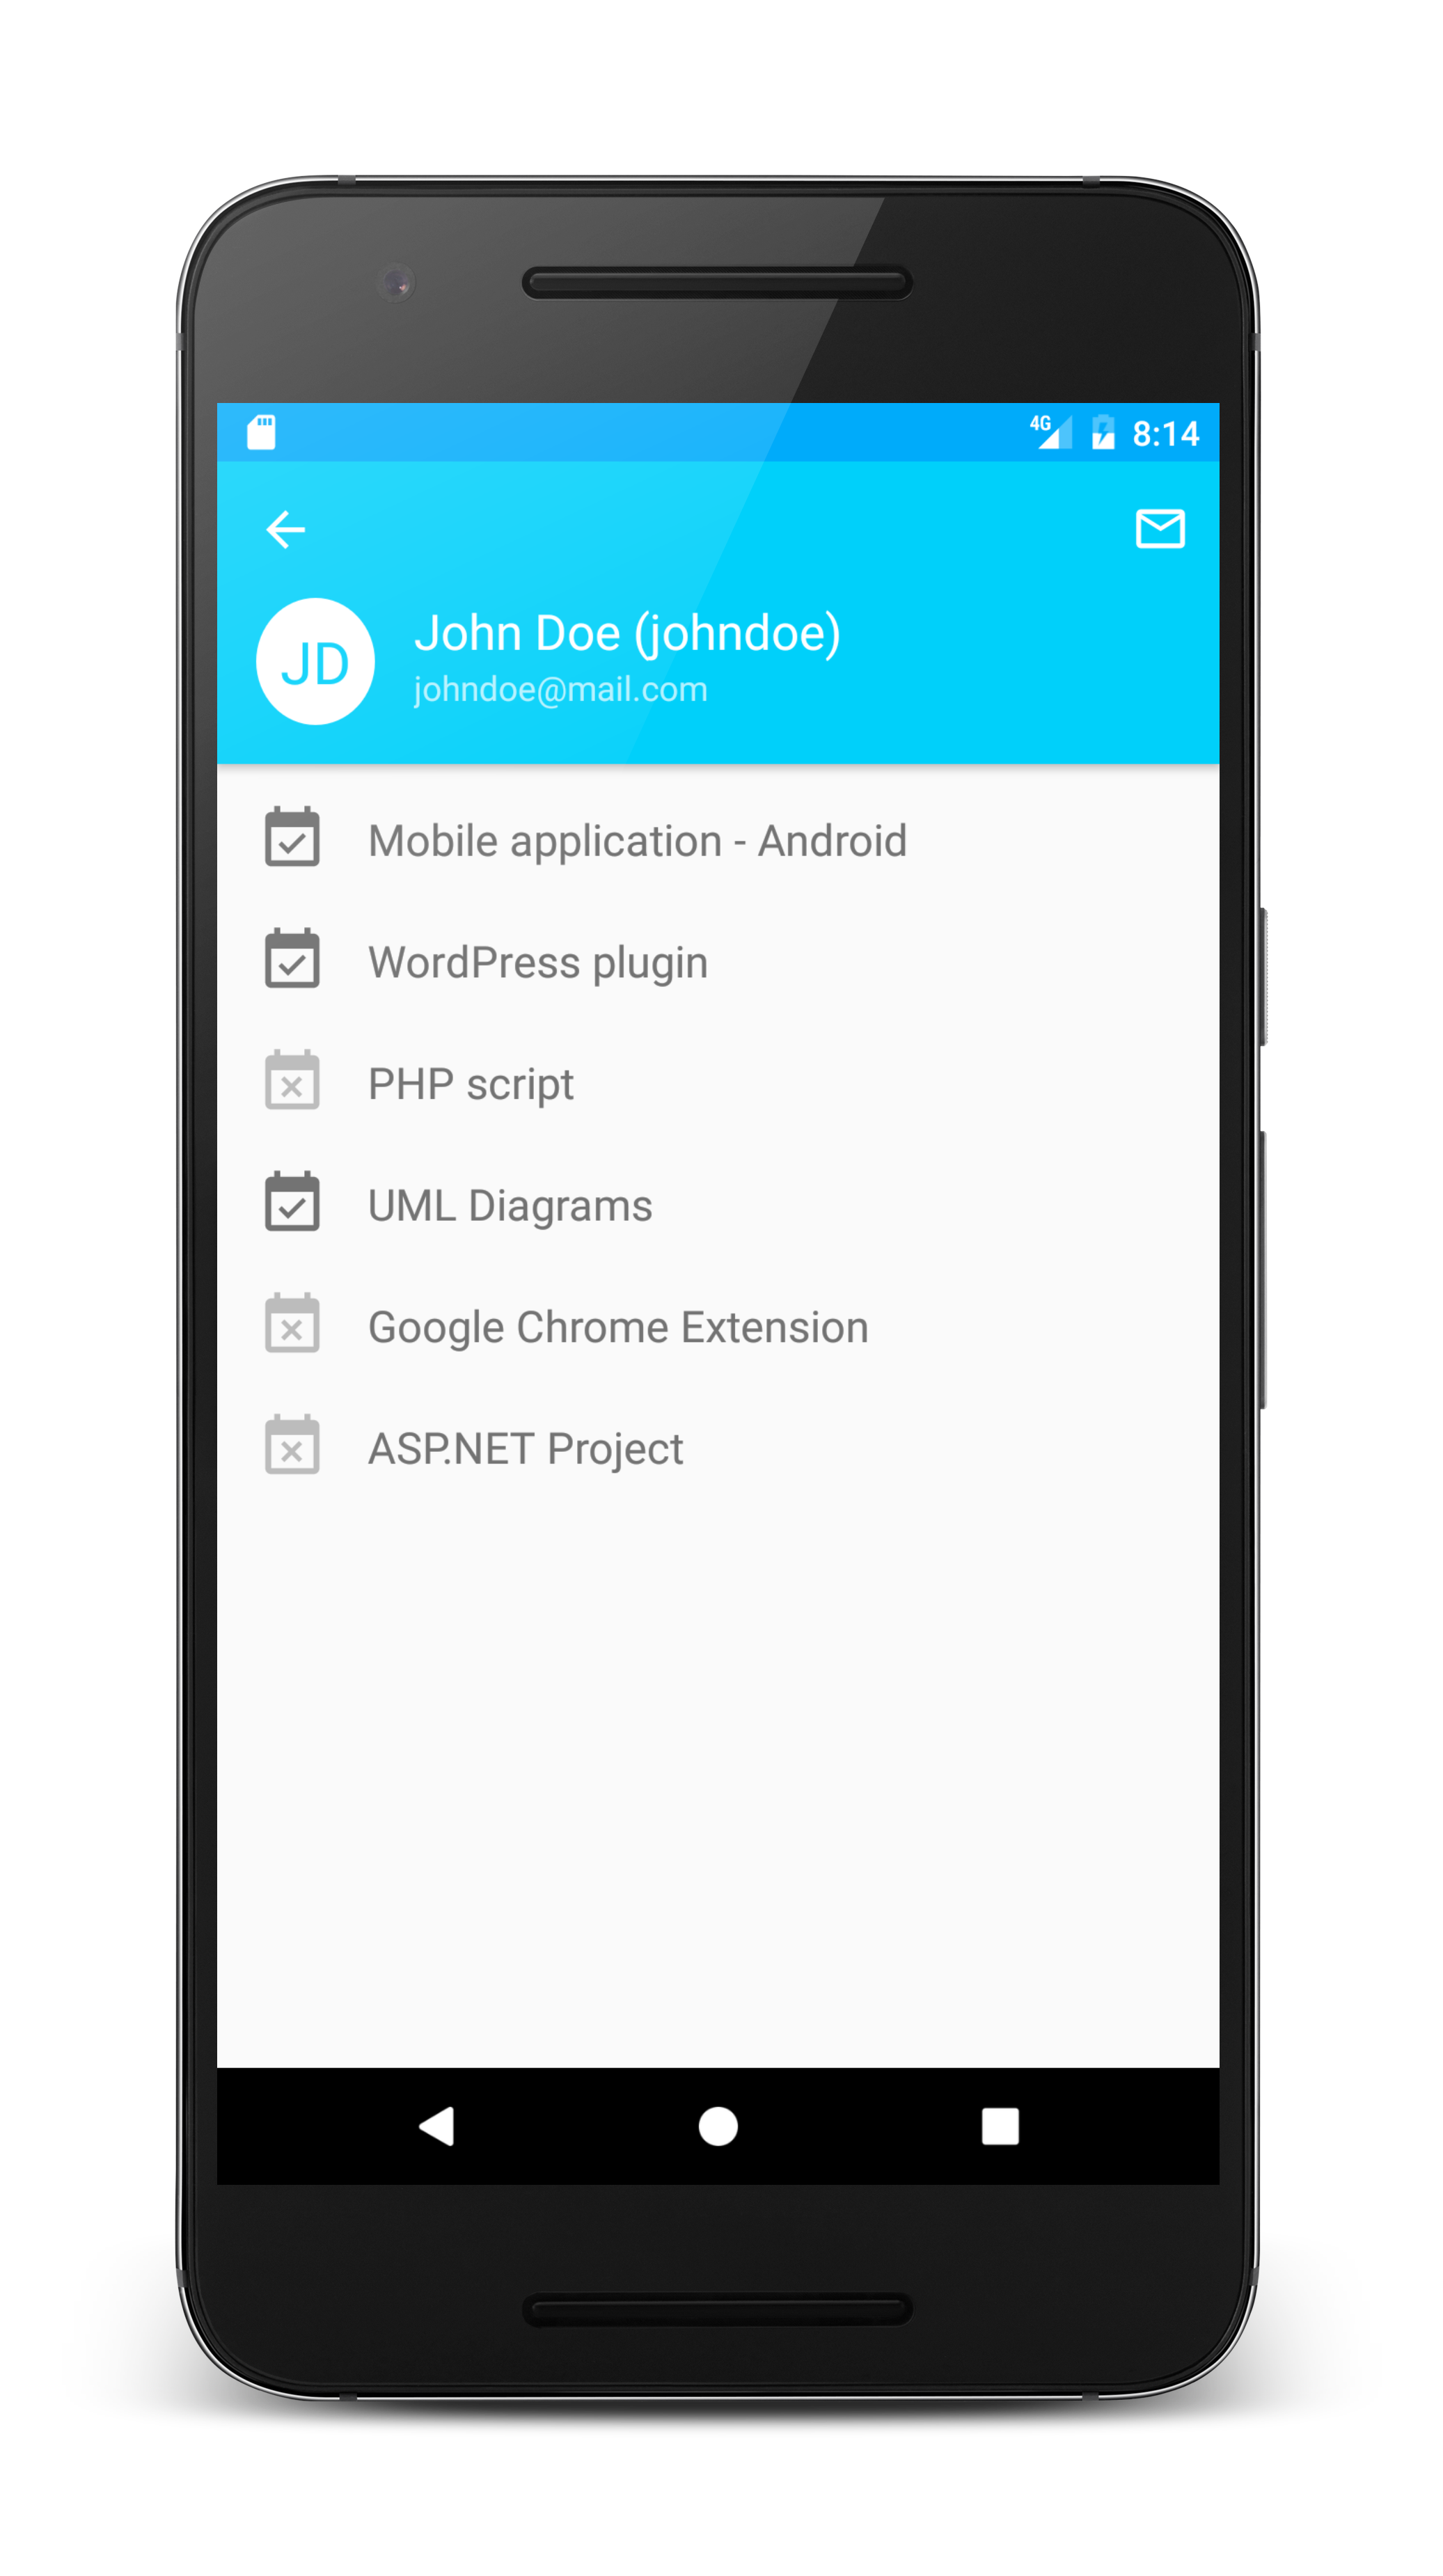 4G 8:14
John Doe (johndoe)
JD
johndoe@mail.com
Mobile application - Android
WordPress plugin
PHP script
UML Diagrams
Google Chrome Extension
ASP.NET Project